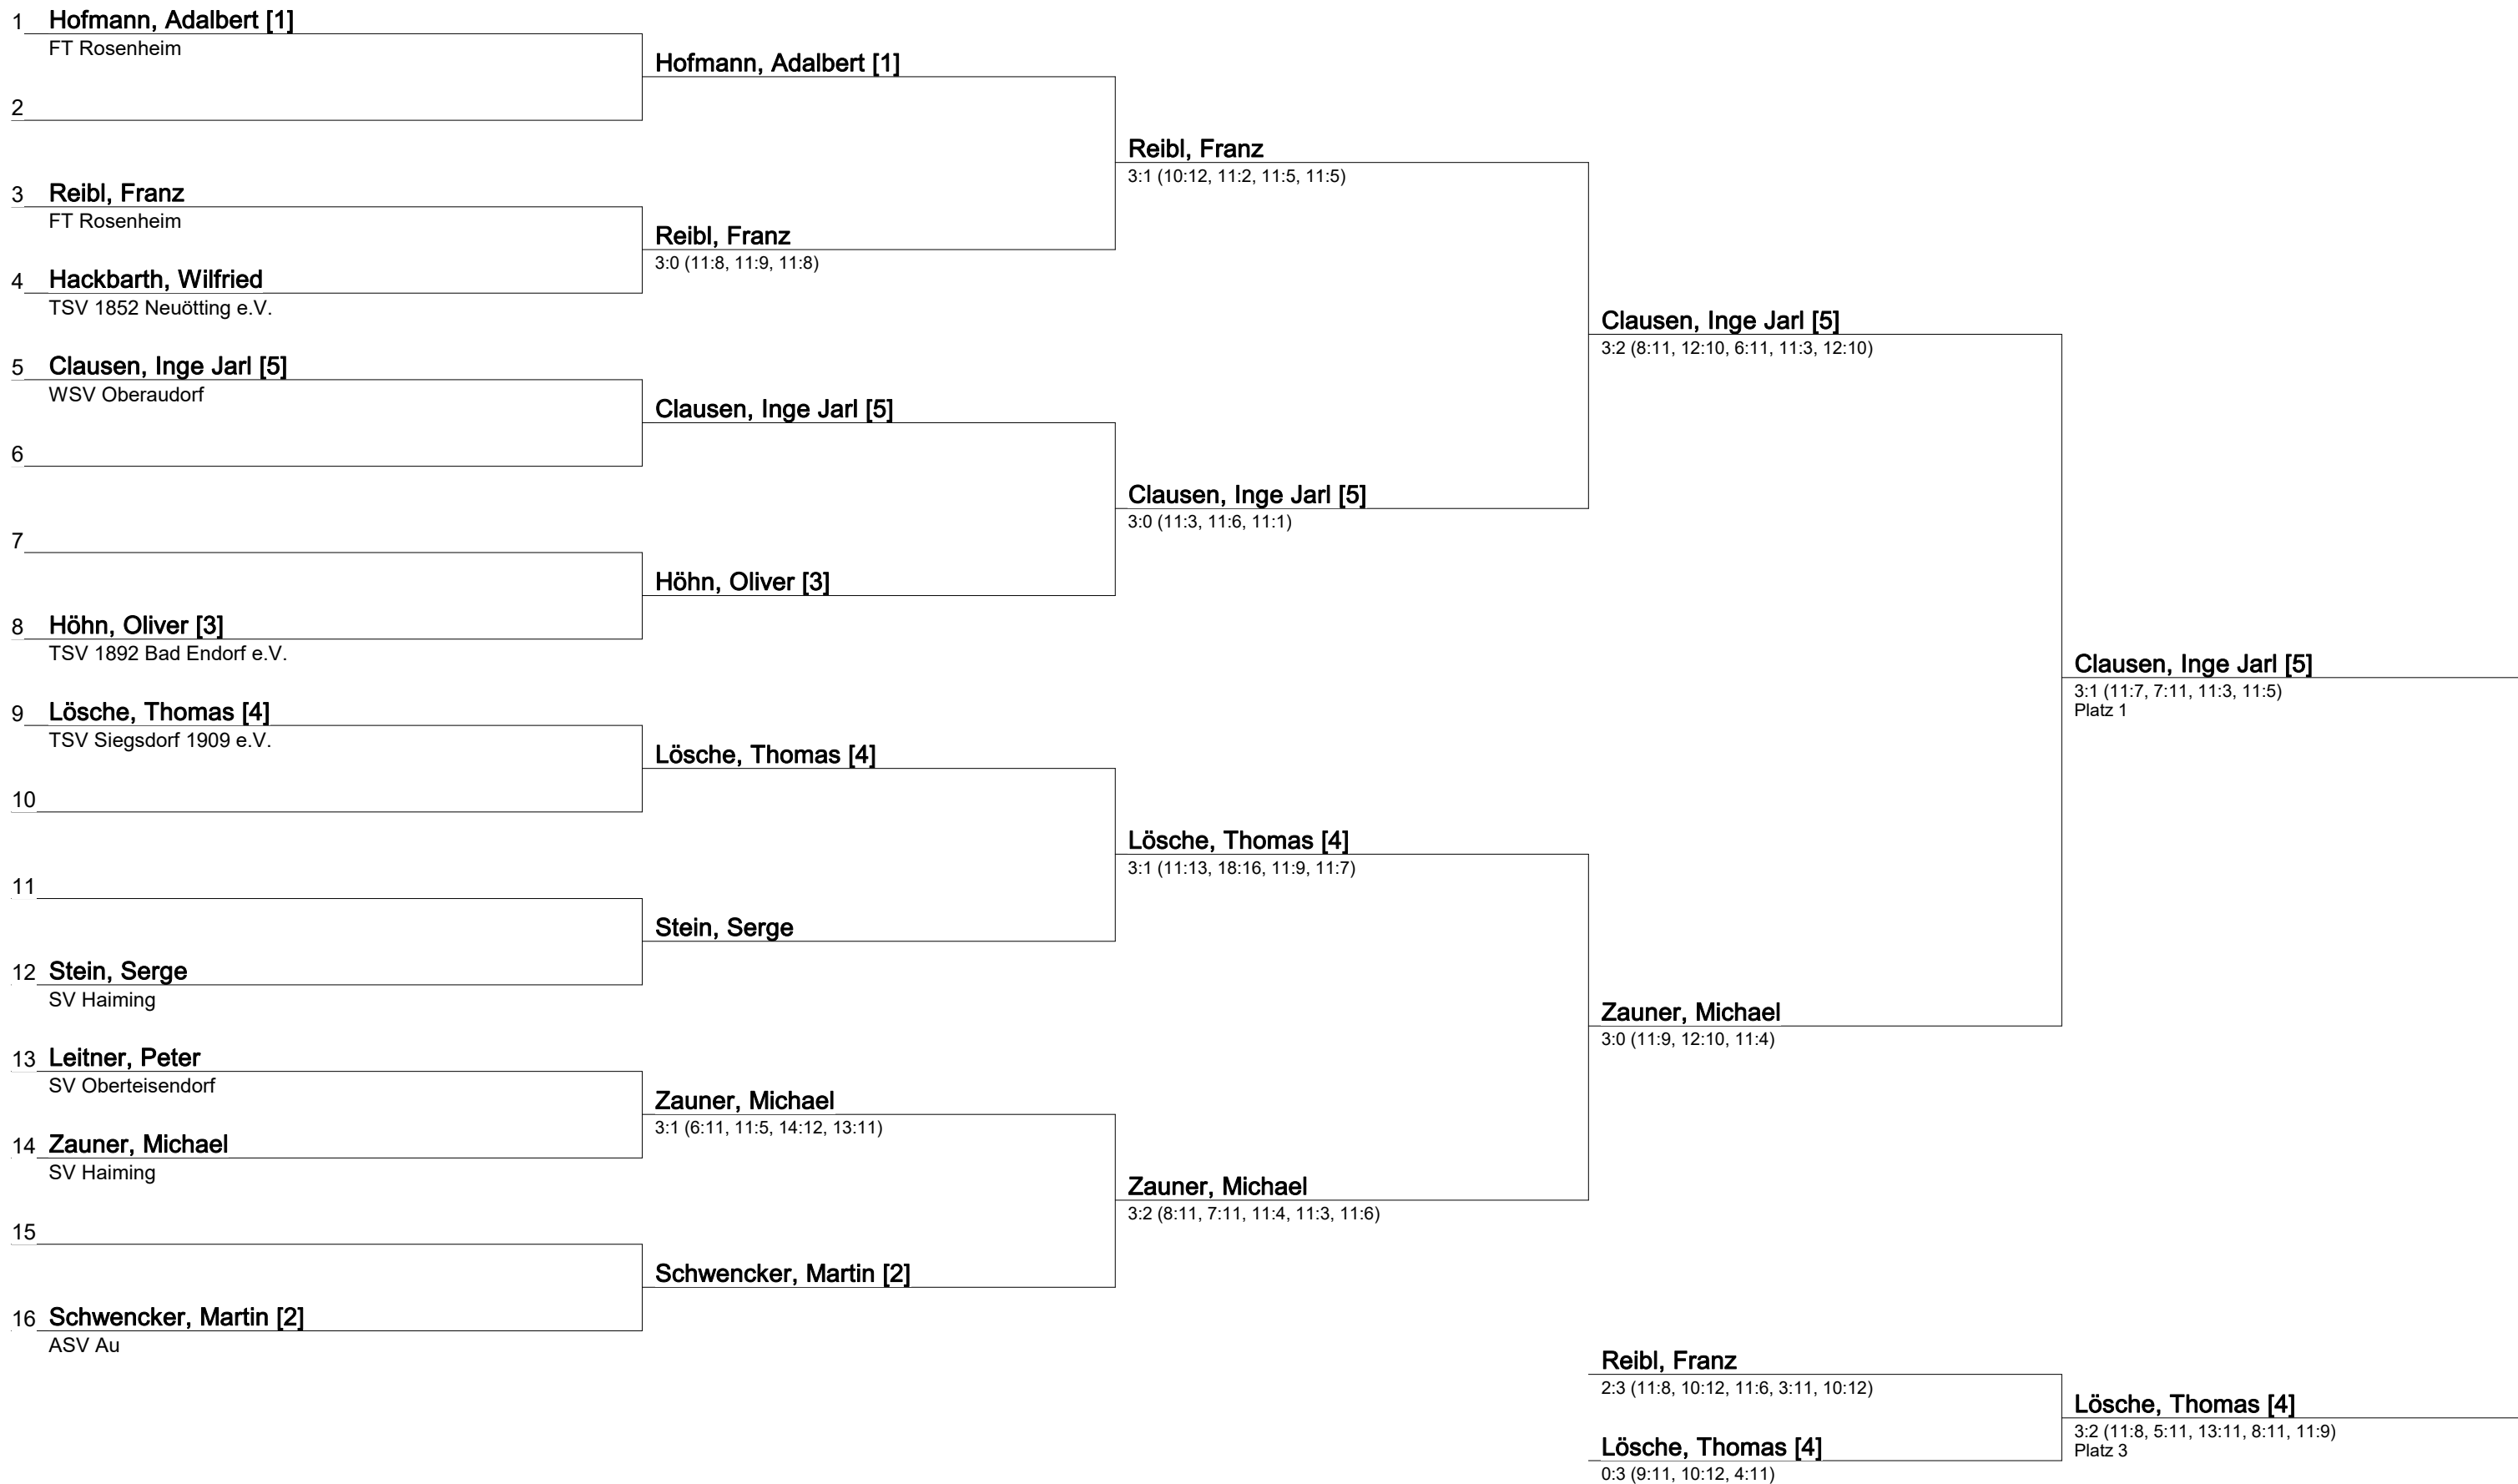 1 Hofmann, Adalbert [1]
FT Rosenheim
Hofmann, Adalbert [1]
2
Reibl, Franz
3:1 (10:12, 11:2, 11:5, 11:5)
3 Reibl, Franz
FT Rosenheim
Reibl, Franz
3:0 (11:8, 11:9, 11:8)
4 Hackbarth, Wilfried
TSV 1852 Neuötting e.V.
Clausen, Inge Jarl [5]
3:2 (8:11, 12:10, 6:11, 11:3, 12:10)
5 Clausen, Inge Jarl [5]
WSV Oberaudorf
Clausen, Inge Jarl [5]
6
Clausen, Inge Jarl [5]
3:0 (11:3, 11:6, 11:1)
7
Höhn, Oliver [3]
8 Höhn, Oliver [3]
TSV 1892 Bad Endorf e.V.
Clausen, Inge Jarl [5]
3:1 (11:7, 7:11, 11:3, 11:5)
Platz 1
9 Lösche, Thomas [4]
TSV Siegsdorf 1909 e.V.
Lösche, Thomas [4]
10
Lösche, Thomas [4]
3:1 (11:13, 18:16, 11:9, 11:7)
11
Stein, Serge
12 Stein, Serge
SV Haiming
Zauner, Michael
3:0 (11:9, 12:10, 11:4)
13 Leitner, Peter
SV Oberteisendorf
Zauner, Michael
3:1 (6:11, 11:5, 14:12, 13:11)
14 Zauner, Michael
SV Haiming
Zauner, Michael
3:2 (8:11, 7:11, 11:4, 11:3, 11:6)
15
Schwencker, Martin [2]
16 Schwencker, Martin [2]
ASV Au
Reibl, Franz
2:3 (11:8, 10:12, 11:6, 3:11, 10:12)
Lösche, Thomas [4]
3:2 (11:8, 5:11, 13:11, 8:11, 11:9)
Platz 3
Lösche, Thomas [4]
0:3 (9:11, 10:12, 4:11)